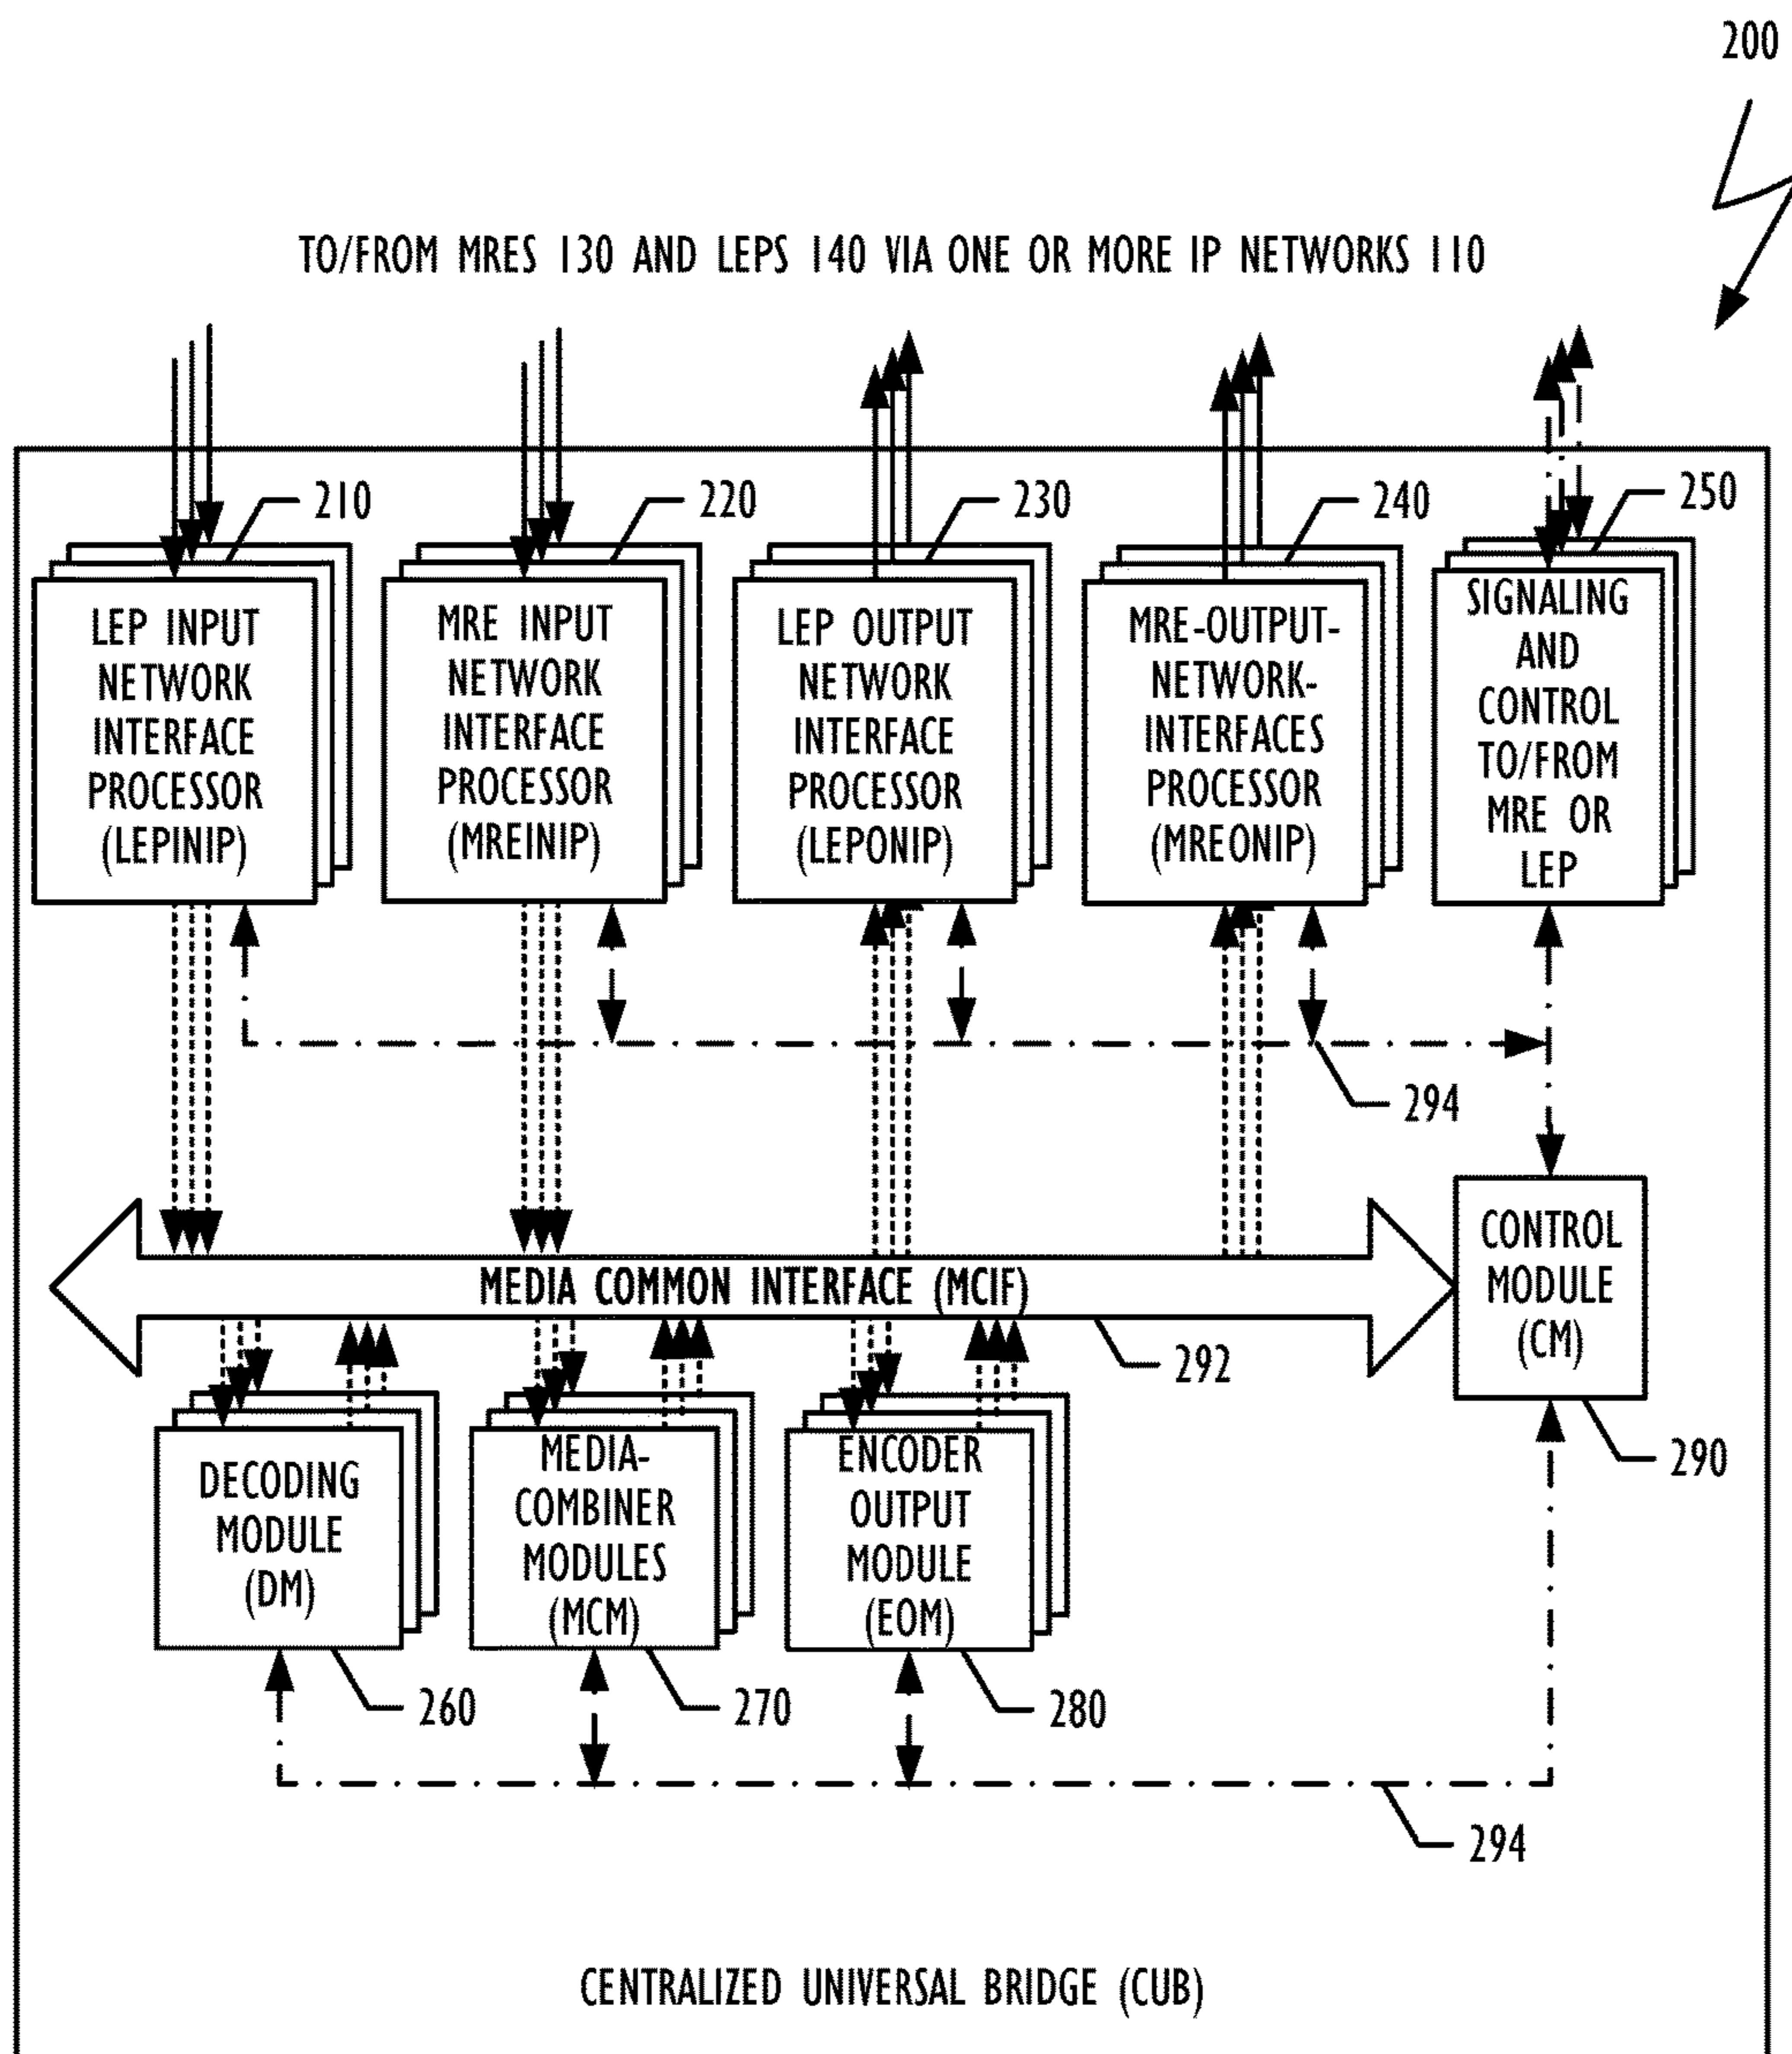 200
TO/FROM MRES 130 AND LEPS 140 VIA ONE OR MORE IP NETWORKS 110
210
220
230
240
250
LEP INPUT
NETWORK
INTERFACE
PROCESSOR
(LEPINIP)
MRE INPUT
NETWORK
INTERFACE
PROCESSOR
(MREINIP)
LEP OUTPUT
NETWORK
INTERFACE
PROCESSOR
(LEPONIP)
MRE-OUTPUT-
NETWORK-
INTERFACES
PROCESSOR
(MREONIP)
SIGNALING
AND
CONTROL
TO/FROM
MRE OR
LEP
294
MEDIA COMMON INTERFACE (MCIF)
292
CONTROL
MODULE
(CM)
290
DECODING
MODULE
(DM)
260
MEDIA-
COMBINER
MODULES
(MCM)
270
ENCODER
OUTPUT
MODULE
(EOM)
280
294
CENTRALIZED UNIVERSAL BRIDGE (CUB)